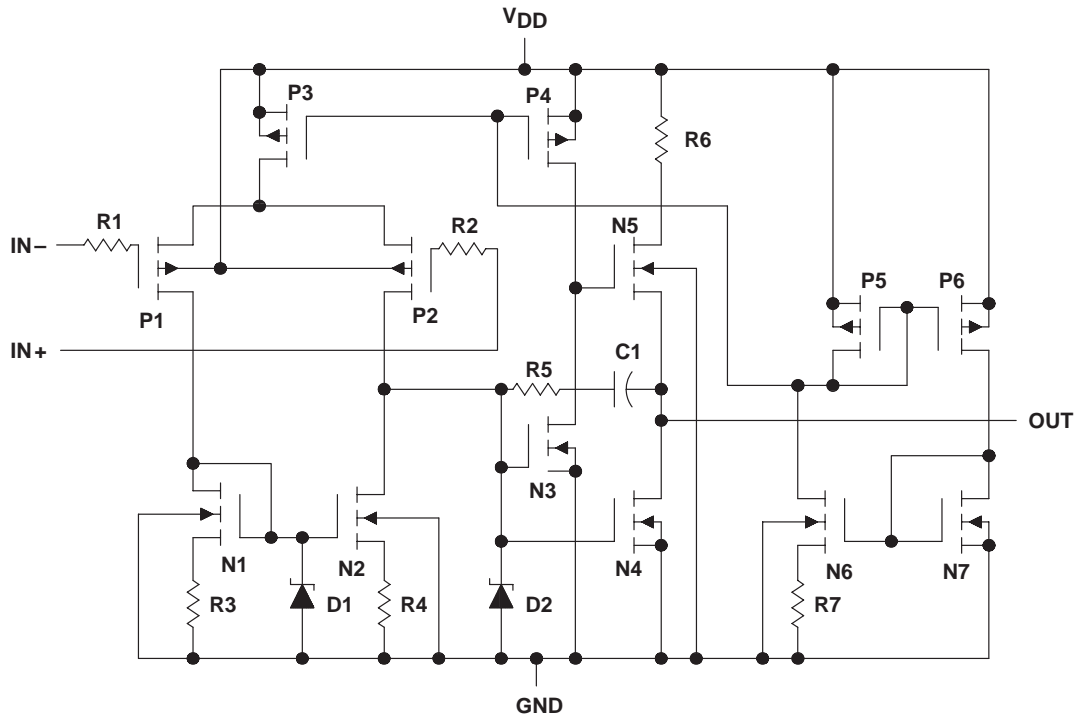 VDD
P3
P4
R6
R1
R2
N5
IN−
P5
P6
P1
P2
IN+
R5
C1
OUT
N3
N1
N2
N4
N6
N7
R3
D1
R4
D2
R7
GND